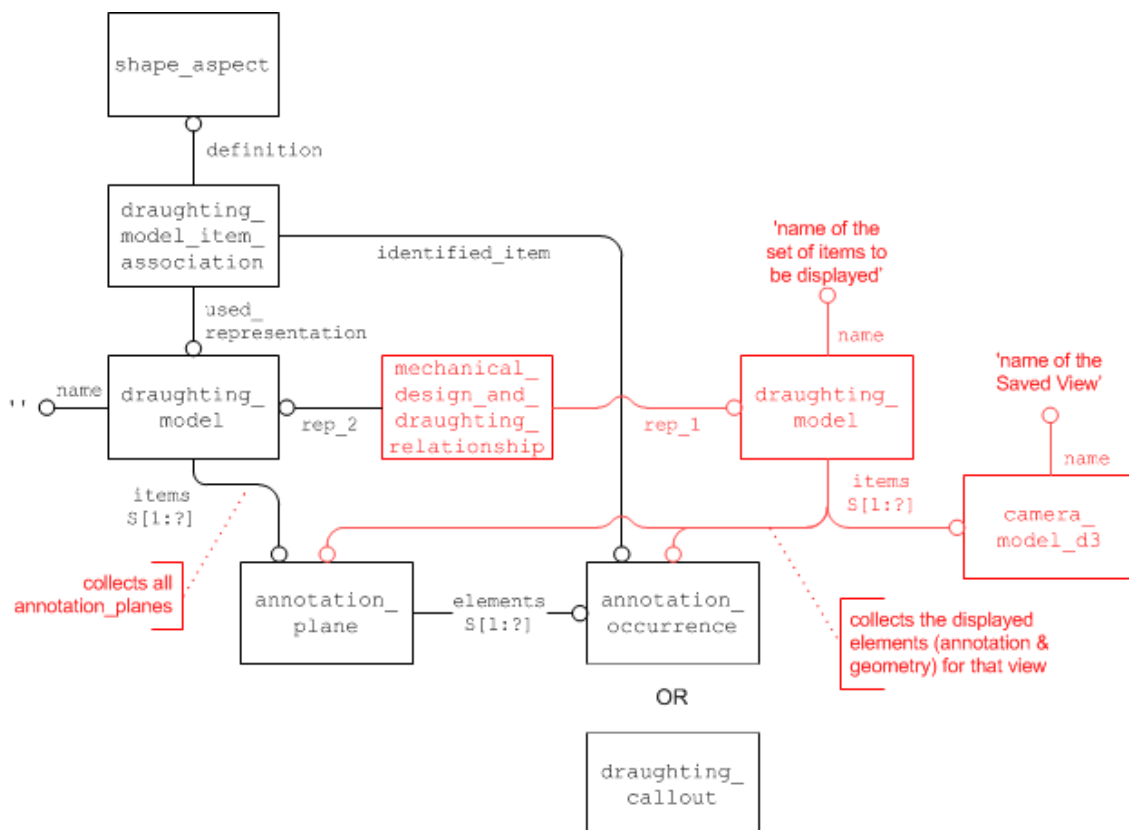 shape_aspect
definition
draughting_
model_item_
association
identified_item
'name of the
set of items to
be displayed'
used_
representation
name
'name of the
Saved View'
''
name
draughting_
model
rep_2
mechanical_
design_and_
draughting_
relationship
rep_1
draughting_
model
name
items
S[1:?]
items
S[1:?]
camera_
model_d3
collects all
annotation_planes
annotation_
plane
elements
S[1:?]
annotation_
occurrence
collects the displayed
elements (annotation &
geometry) for that view
OR
draughting_
callout